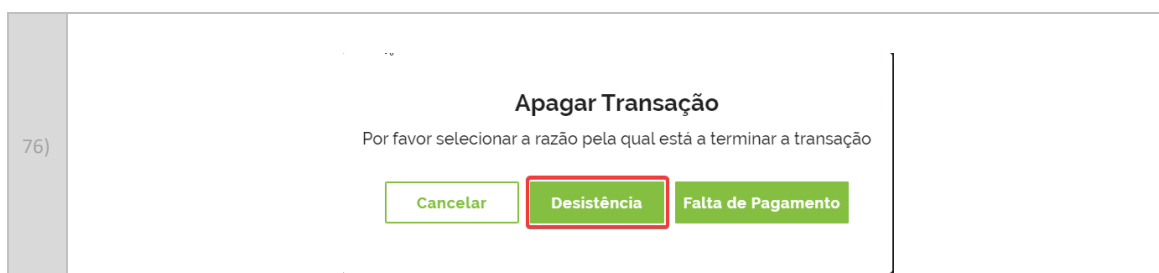 76)
Apagar Transação
Por favor selecionar a razão pela qual está a terminar a transação
Cancelar Desistência Falta de Pagamento